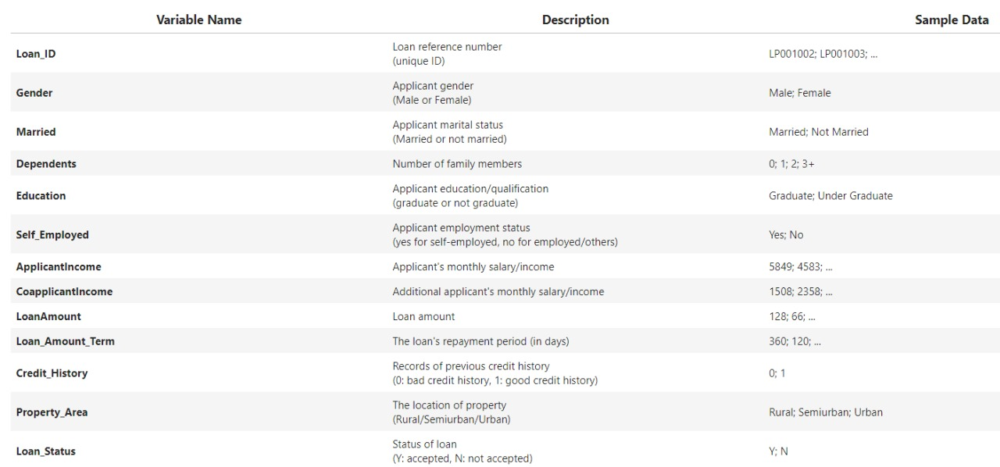 Variable Name Description Sample Data
Loan_ID Loan reference number
(unique ID) LP001002; LP001003; ...
Gender Applicant gender
(Male or Female) Male; Female
Married Applicant marital status
(Married or not married) Married; Not Married
Dependents Number of family members 0; 1; 2; 3+
Education Applicant education/qualification
(graduate or not graduate) Graduate; Under Graduate
Self_Employed Applicant employment status
(yes for self-employed, no for employed/others) Yes; No
ApplicantIncome Applicant's monthly salary/income 5849; 4583; ...
CoapplicantIncome Additional applicant's monthly salary/income 1508; 2358; ...
LoanAmount Loan amount 128; 66; ...
Loan_Amount_Term The loan's repayment period (in days) 360; 120; ...
Credit_History Records of previous credit history
(0: bad credit history, 1: good credit history) 0; 1
Property_Area The location of property
(Rural/Semiurban/Urban) Rural; Semiurban; Urban
Loan_Status Status of loan
(Y: accepted, N: not accepted) Y; N